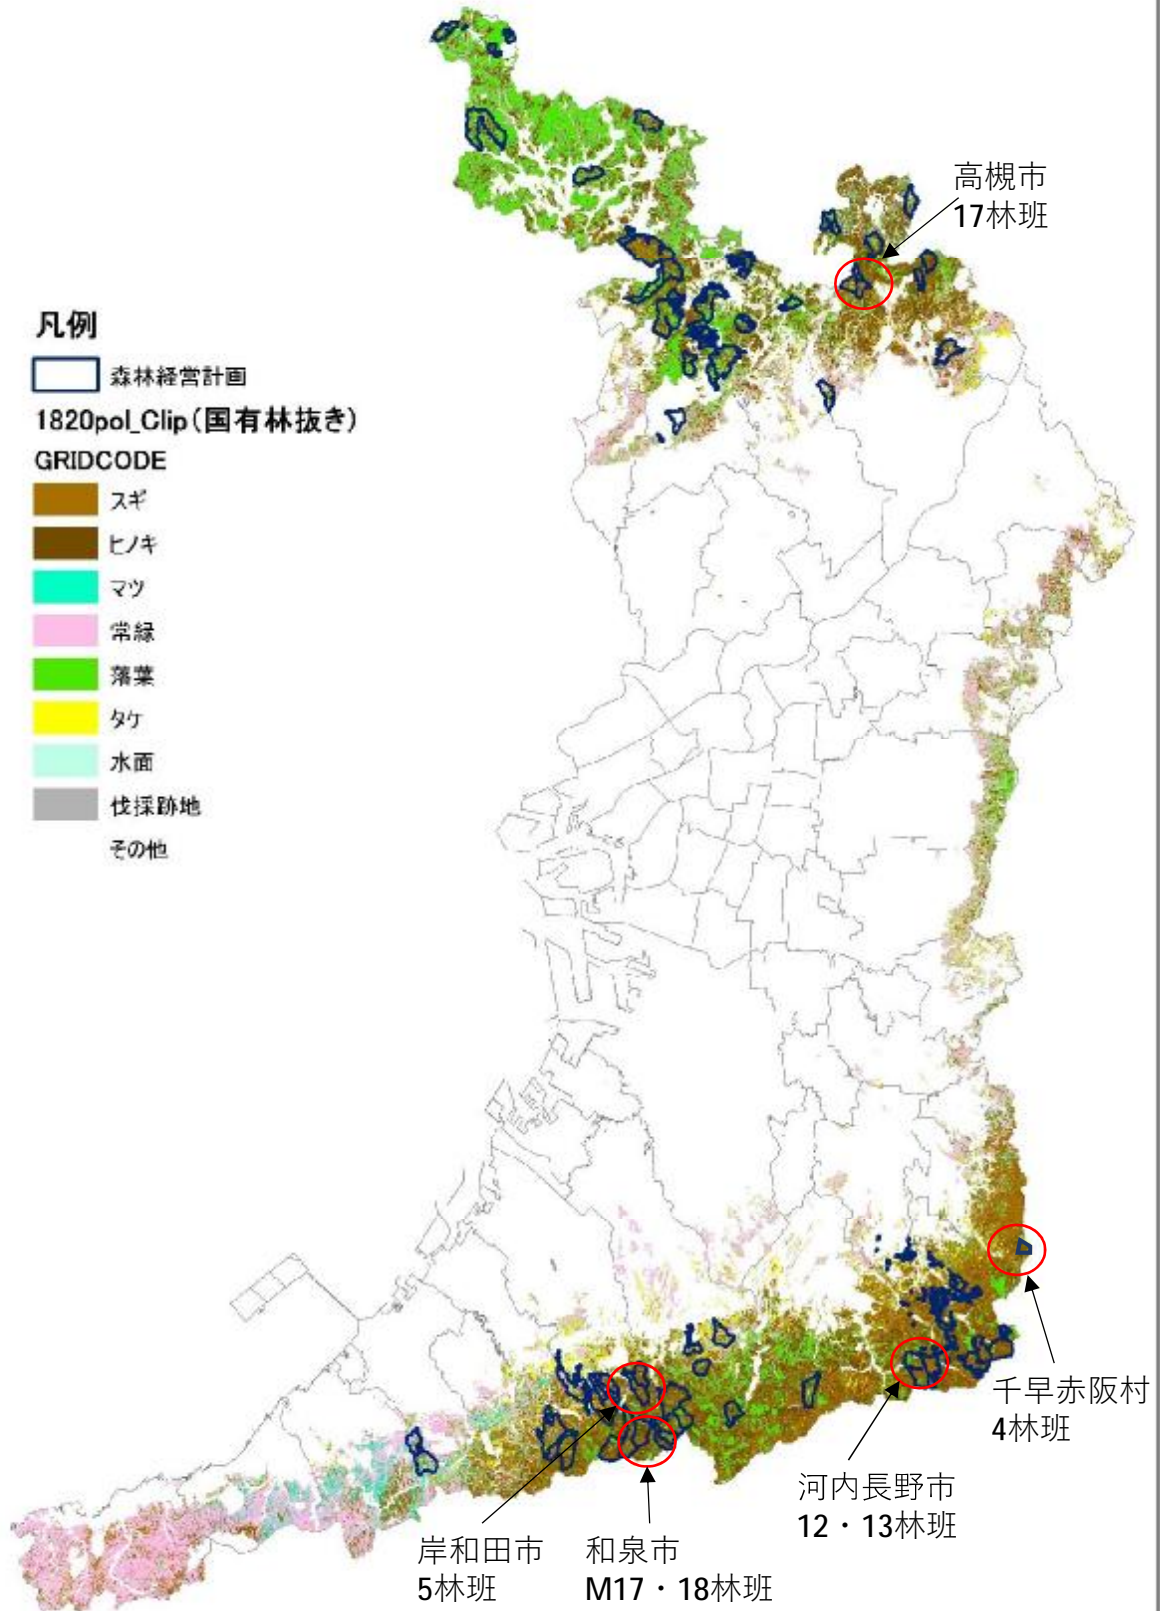 高槻市
17林班
凡例
森林経営計画
1820pol_Clip(国有林抜き)
GRIDCODE
スギ
ヒノキ
マツ
常緑
落葉
タケ
水面
伐採跡地
その他
千早赤阪村
4林班
河内長野市
12・13林班
岸和田市
5林班
和泉市
M17・18林班